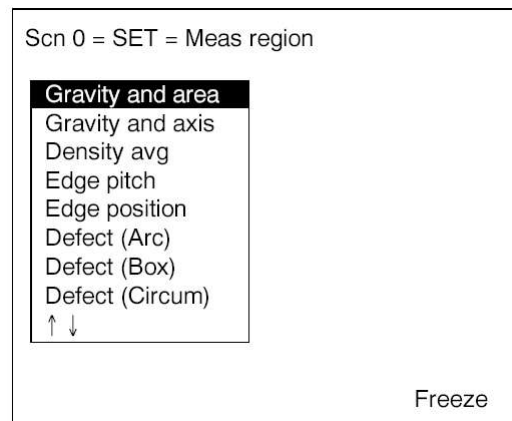 Scn 0 = SET = Meas region
Gravity and area
Gravity and axis
Density avg
Edge pitch
Edge position
Defect (Arc)
Defect (Box)
Defect (Circum)
↑ ↓
Freeze